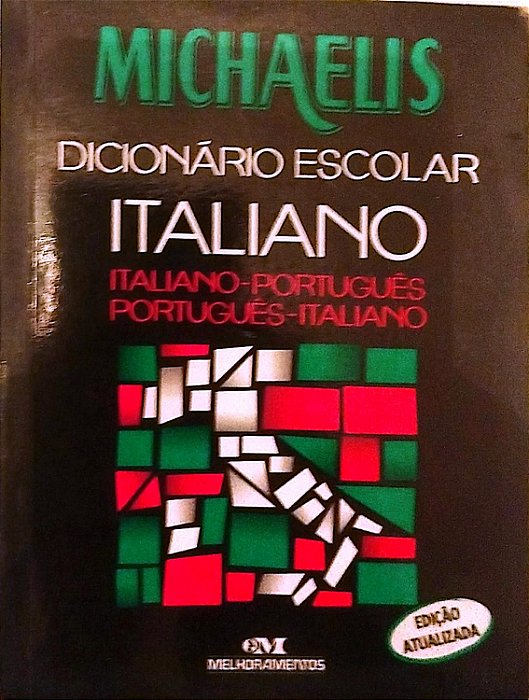 MICHAELIS
DICIONÁRIO ESCOLAR
ITALIANO
ITALIANO-PORTUGUÊS
PORTUGUÊS-ITALIANO
EDIÇÃO
ATUALIZADA
MELHORAMENTOS